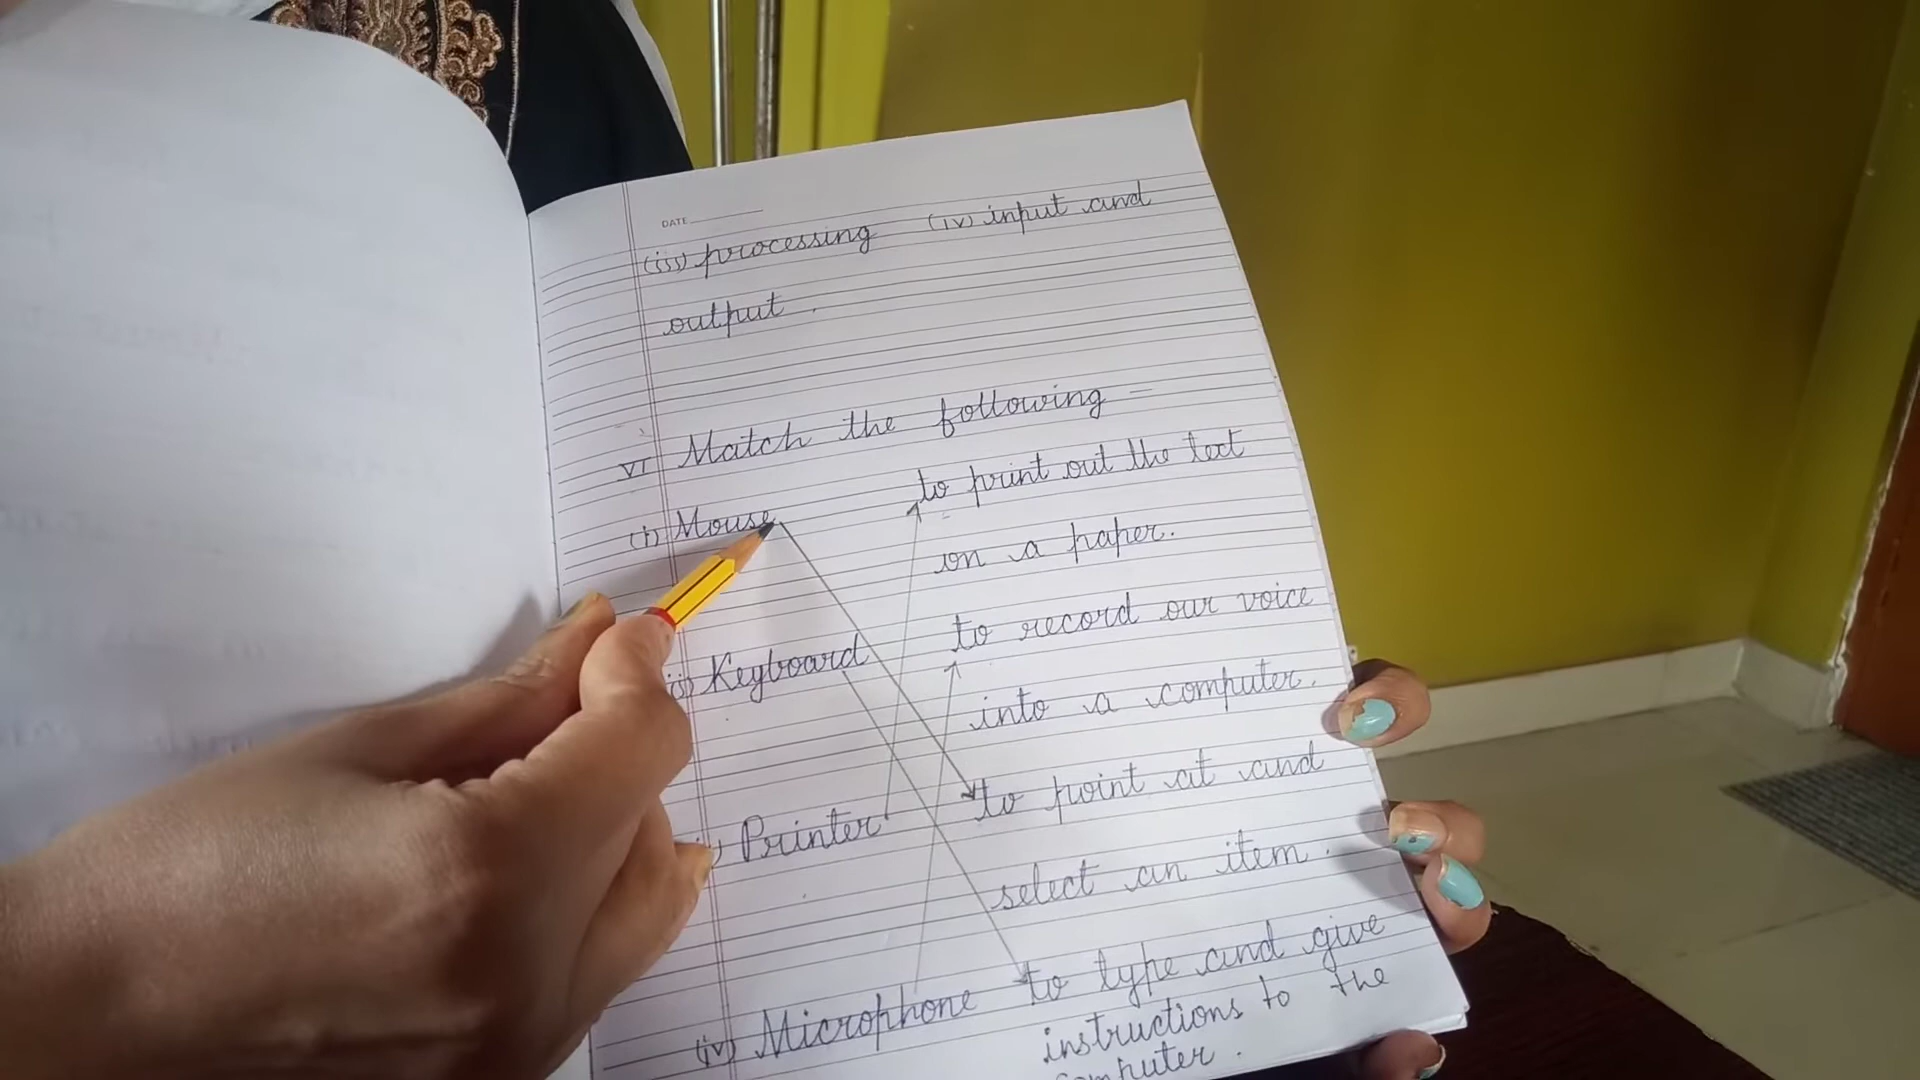 DATE
(iii) processing (iv) input and
output.
VI Match the following –
(i) Mouse to print out the text
on a paper.
to record our voice
(ii) Keyboard
into a computer.
to point at and
Printer
select an item.
to type and give
(iv) Microphone
instructions to the
computer.